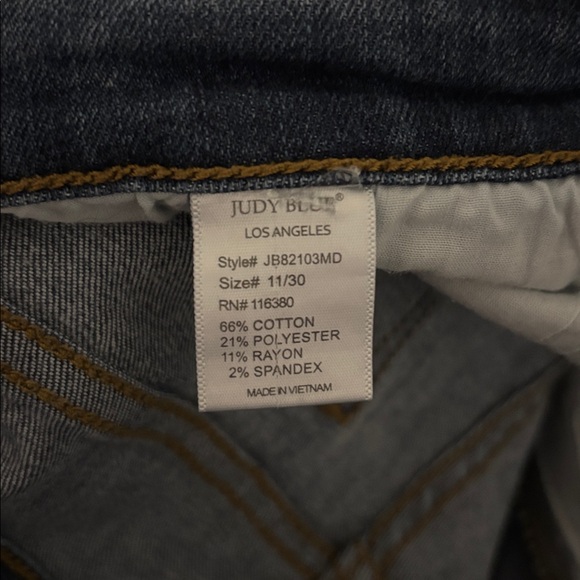 JUDY BLUE®
LOS ANGELES
Style# JB82103MD
Size# 11/30
RN# 116380
66% COTTON
21% POLYESTER
11% RAYON
2% SPANDEX
MADE IN VIETNAM